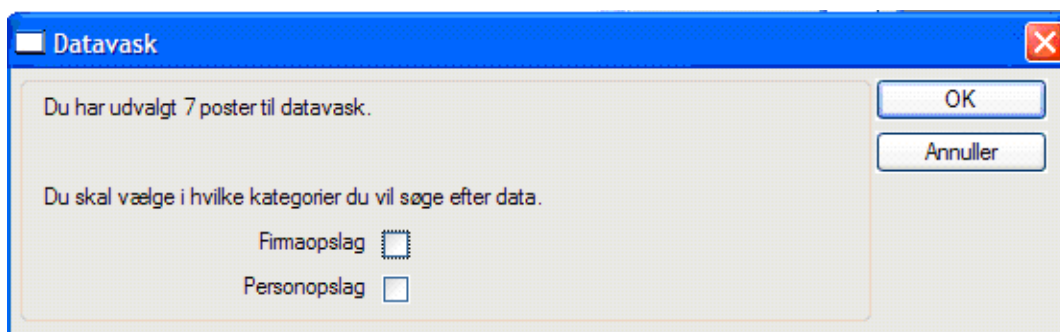 Datavask
Du har udvalgt 7 poster til datavask.
OK
Annuller
Du skal vælge i hvilke kategorier du vil søge efter data.
Firmaopslag
Personopslag